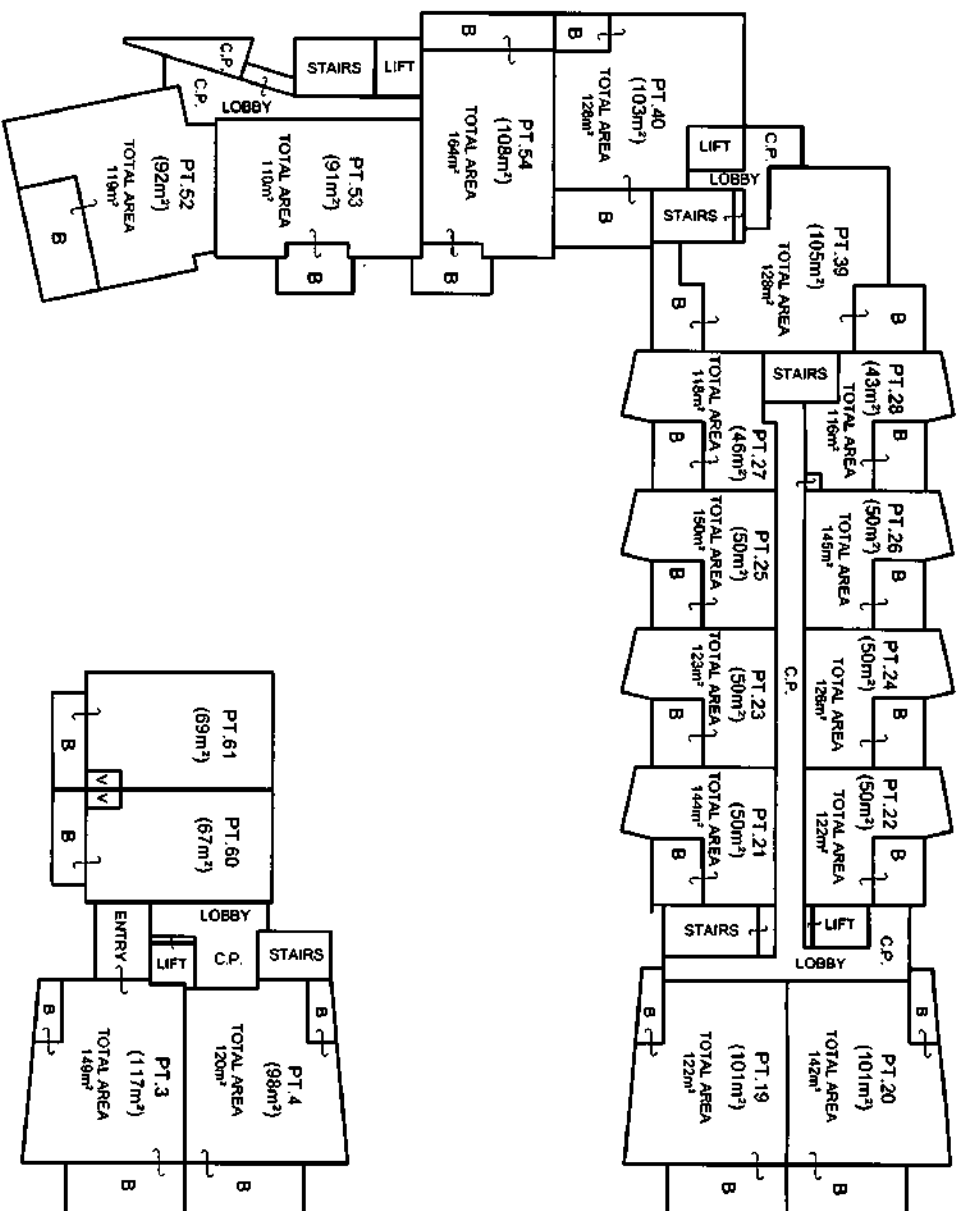 B
B
C.P.
STAIRS
LIFT
C.P.
LOBBY
PT.40
(103m²)
TOTAL AREA
128m²
PT.54
(108m²)
TOTAL AREA
164m²
PT.53
(91m²)
TOTAL AREA
110m²
PT.52
(92m²)
TOTAL AREA
119m²
B
B
B
B
LIFT
C.P.
LOBBY
STAIRS
PT.39
(105m²)
TOTAL AREA
128m²
B
B
STAIRS
PT.28
(43m²)
TOTAL AREA
116m²
B
PT.27
(46m²)
TOTAL AREA
118m²
B
PT.26
(50m²)
TOTAL AREA
145m²
B
PT.25
(50m²)
TOTAL AREA
150m²
B
C.P.
PT.24
(50m²)
TOTAL AREA
126m²
B
PT.23
(50m²)
TOTAL AREA
123m²
B
PT.22
(50m²)
TOTAL AREA
122m²
B
PT.21
(50m²)
TOTAL AREA
144m²
B
STAIRS
LIFT
C.P.
LOBBY
B
B
PT.20
(101m²)
TOTAL AREA
142m²
PT.19
(101m²)
TOTAL AREA
122m²
B
B
PT.61
(69m²)
B
V
V
PT.60
(67m²)
B
LOBBY
ENTRY
LIFT
C.P.
STAIRS
B
B
PT.4
(98m²)
TOTAL AREA
120m²
PT.3
(117m²)
TOTAL AREA
149m²
B
B